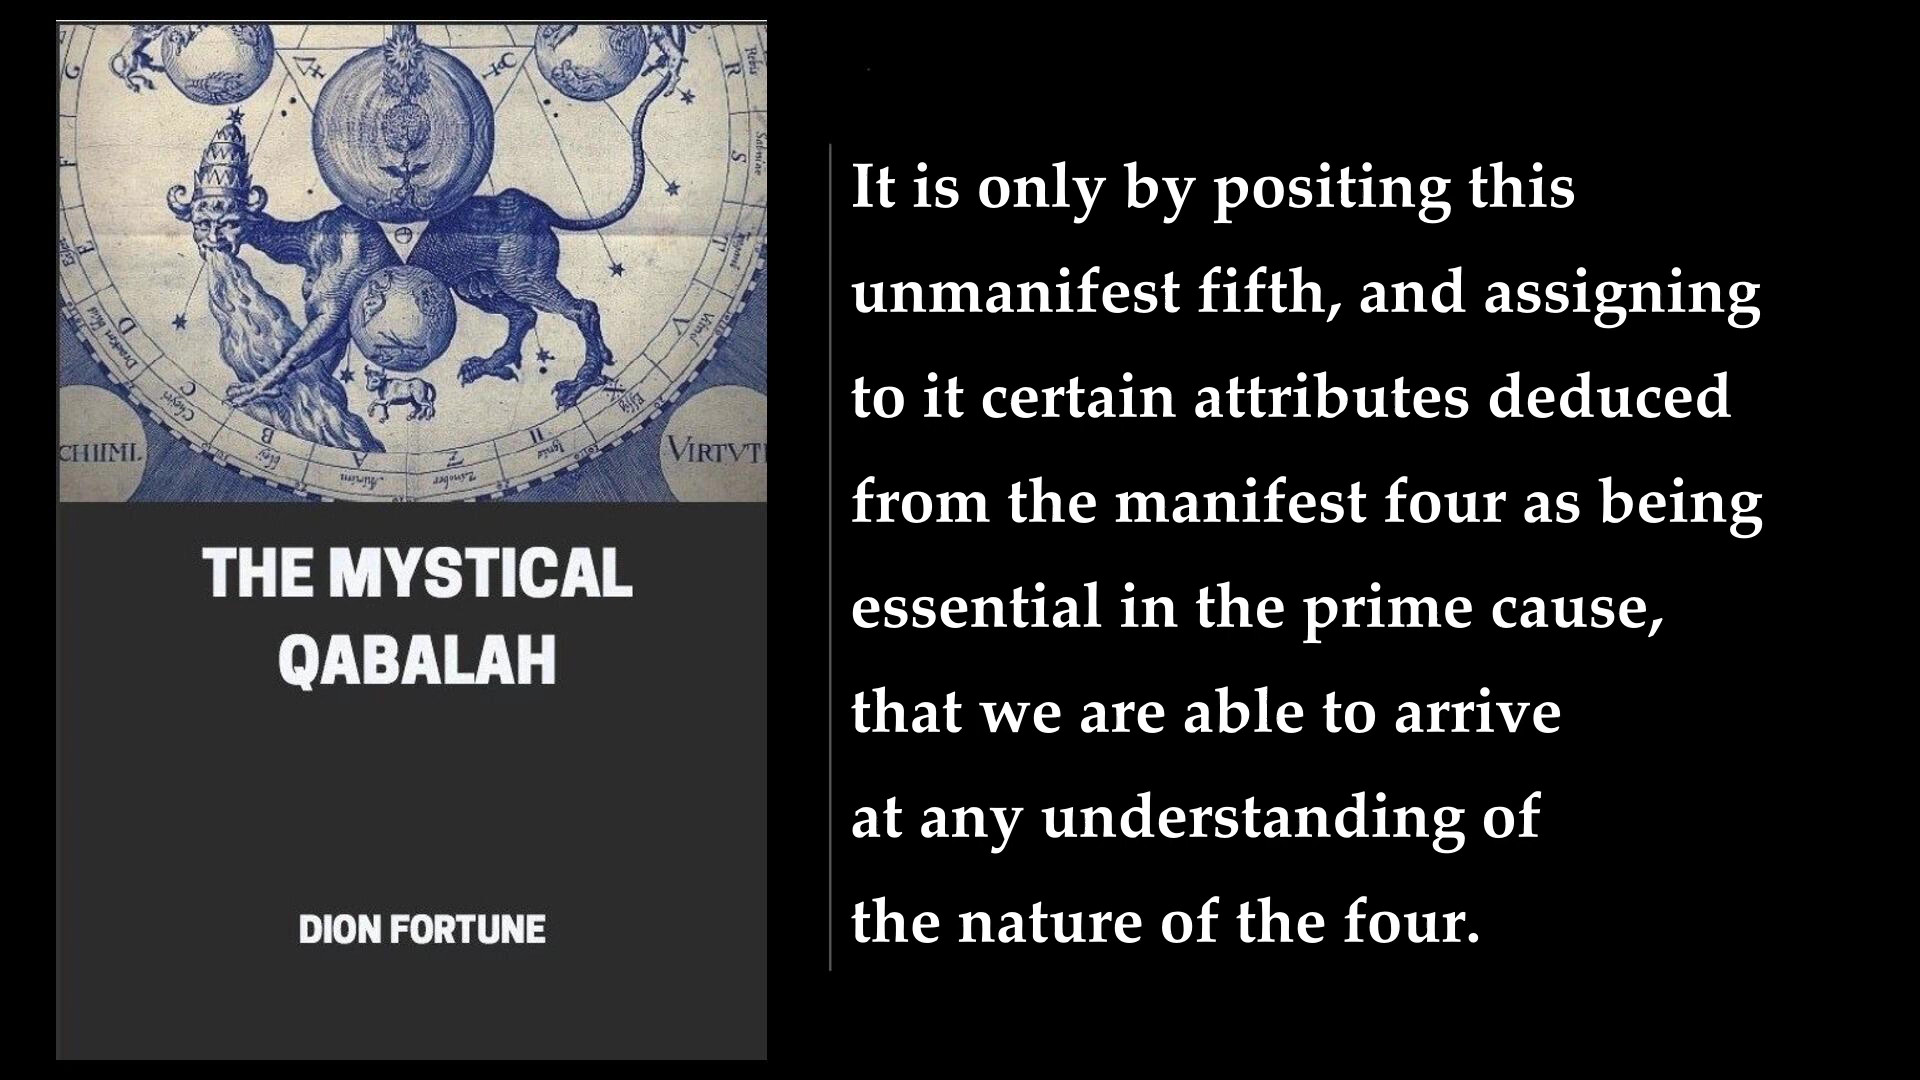 THE MYSTICAL
QABALAH
DION FORTUNE
CHIIMI.
VIRTVTI
It is only by positing this
unmanifest fifth, and assigning
to it certain attributes deduced
from the manifest four as being
essential in the prime cause,
that we are able to arrive
at any understanding of
the nature of the four.